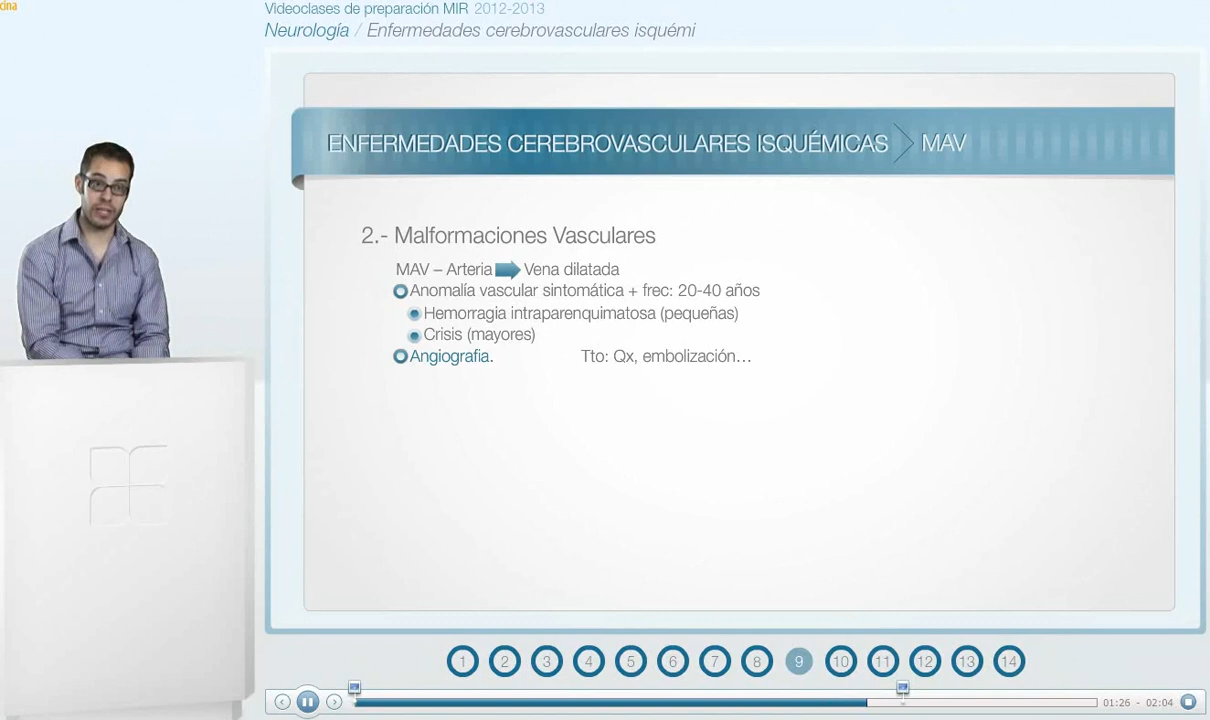 cina
Videoclases de preparación MIR 2012-2013
Neurología / Enfermedades cerebrovasculares isquémi
ENFERMEDADES CEREBROVASCULARES ISQUÉMICAS MAV
2.- Malformaciones Vasculares
MAV – Arteria Vena dilatada
Anomalía vascular sintomática + frec: 20-40 años
Hemorragia intraparenquimatosa (pequeñas)
Crisis (mayores)
Angiografia. Tto: Qx, embolización...
1 2 3 4 5 6 7 8 9 10 11 12 13 14
01:26 - 02:04